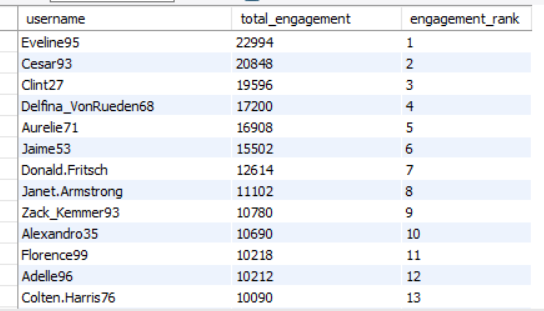 username total_engagement engagement_rank
Eveline95 22994 1
Cesar93 20848 2
Clint27 19596 3
Delfina_VonRueden68 17200 4
Aurelie71 16908 5
Jaime53 15502 6
Donald.Fritsch 12614 7
Janet.Armstrong 11102 8
Zack_Kemmer93 10780 9
Alexandro35 10690 10
Florence99 10218 11
Adelle96 10212 12
Colten.Harris76 10090 13